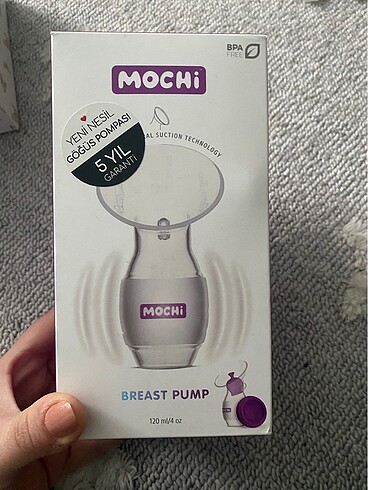 BPA
FREE
MOCHi
YENİ NESİL
GÖĞÜS POMPASI
5 YIL
GARANTİ
SUCTION TECHNOLOGY
MOCHi
BREAST PUMP
MOCHi
120 ml/4 oz